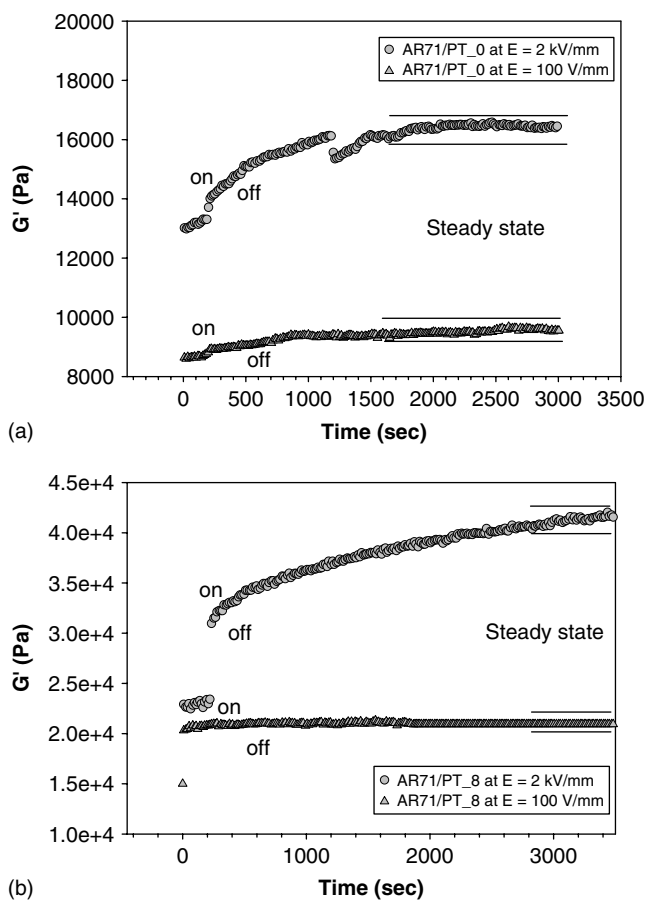 20000
18000
16000
14000
12000
10000
8000
G' (Pa)
AR71/PT_0 at E = 2 kV/mm
AR71/PT_0 at E = 100 V/mm
on
off
Steady state
on
off
0 500 1000 1500 2000 2500 3000 3500
(a)
Time (sec)
4.5e+4
4.0e+4
3.5e+4
3.0e+4
2.5e+4
2.0e+4
1.5e+4
1.0e+4
G' (Pa)
on
off
Steady state
on
off
AR71/PT_8 at E = 2 kV/mm
AR71/PT_8 at E = 100 V/mm
0 1000 2000 3000
(b)
Time (sec)